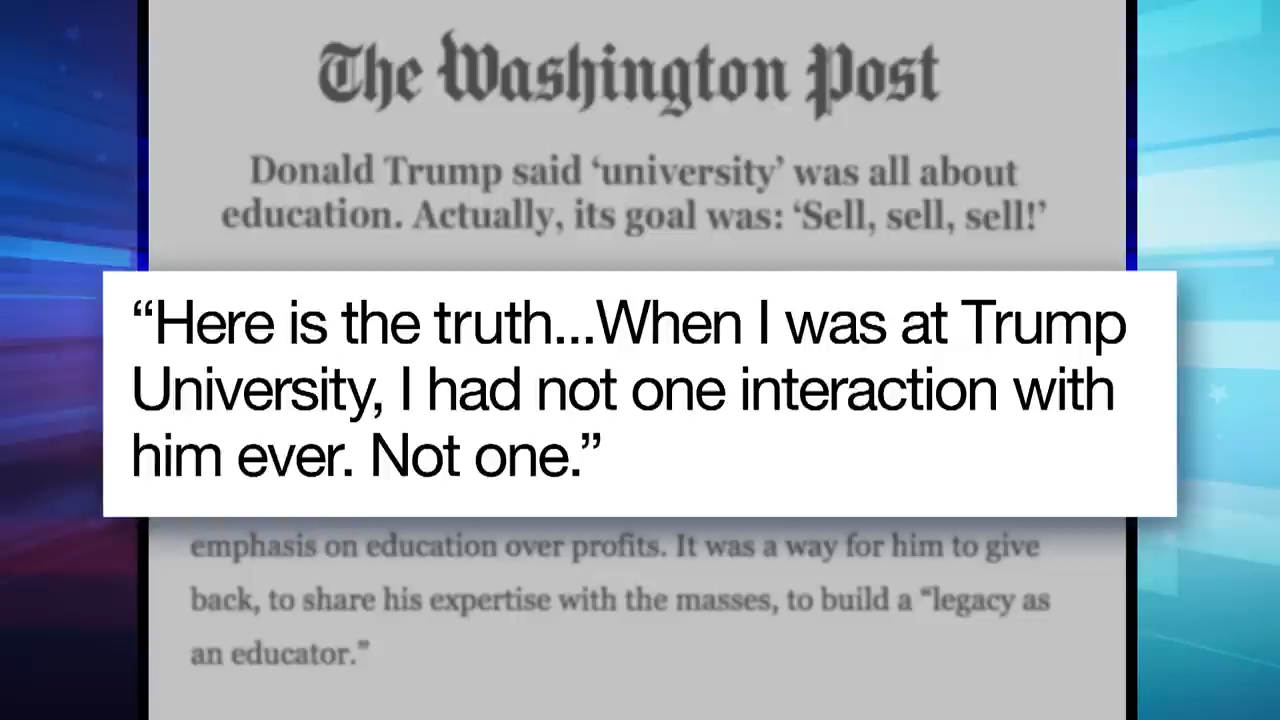 The Washington Post
Donald Trump said ‘university’ was all about
education. Actually, its goal was: ‘Sell, sell, sell!’
“Here is the truth...When I was at Trump
University, I had not one interaction with
him ever. Not one.”
emphasis on education over profits. It was a way for him to give
back, to share his expertise with the masses, to build a “legacy as
an educator.”